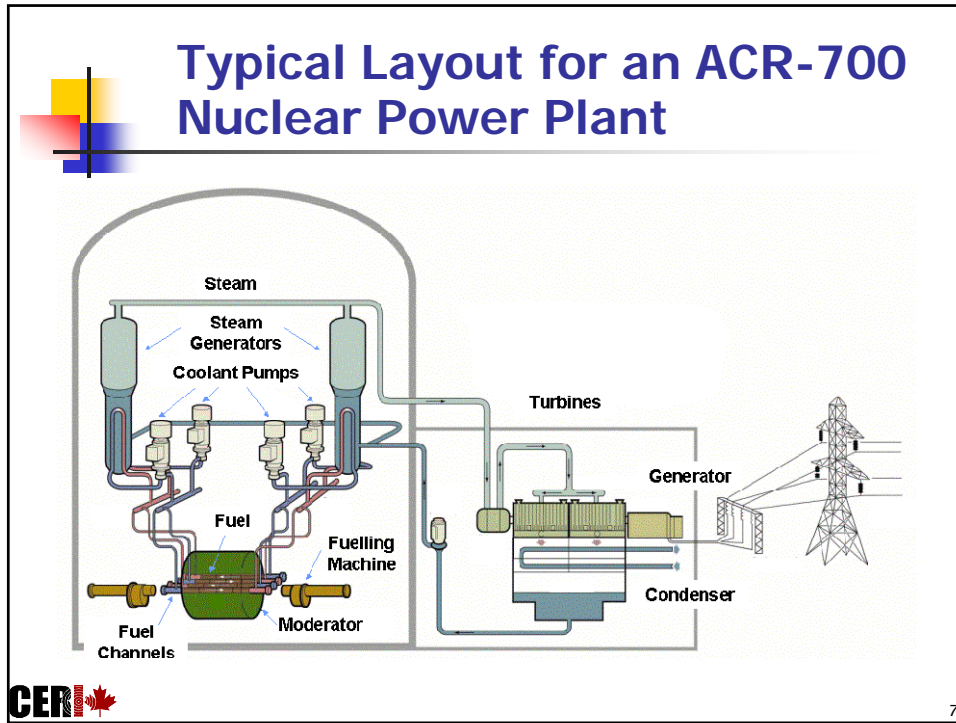 Typical Layout for an ACR-700
Nuclear Power Plant
Steam
Steam
Generators
Coolant Pumps
Turbines
Generator
Fuel
Fuelling
Machine
Condenser
Moderator
Fuel
Channels
CERI
7